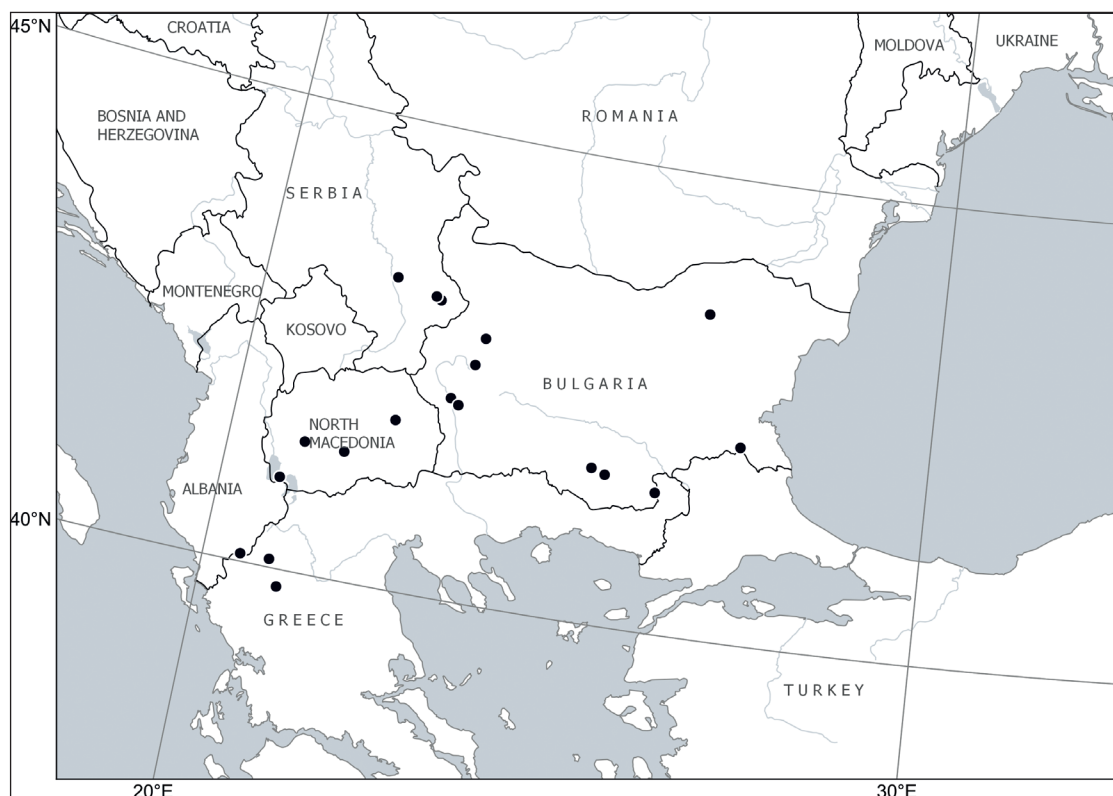 45°N
CROATIA
MOLDOVA
UKRAINE
BOSNIA AND
HERZEGOVINA
ROMANIA
SERBIA
MONTENEGRO
KOSOVO
BULGARIA
NORTH
MACEDONIA
ALBANIA
40°N
GREECE
TURKEY
20°E
30°E